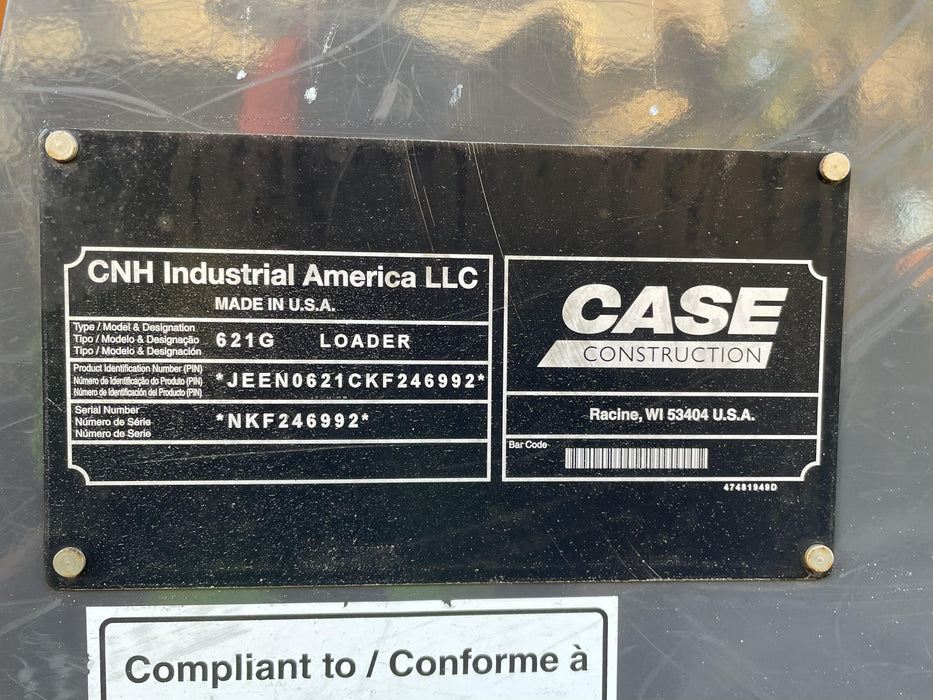 CNH Industrial America LLC
MADE IN U.S.A.
Type / Model & Designation
Tipo / Modelo & Designação
Tipo / Modelo & Designación
621G LOADER
Product Identification Number (PIN)
Número de Identificação do Produto (PIN)
Número de Identificación del Producto (PIN)
*JEEN0621CKF246992*
Serial Number
Número de Série
Número de Serie
*NKF246992*
CASE
CONSTRUCTION
Racine, WI 53404 U.S.A.
Bar Code
47481949D
Compliant to / Conforme à